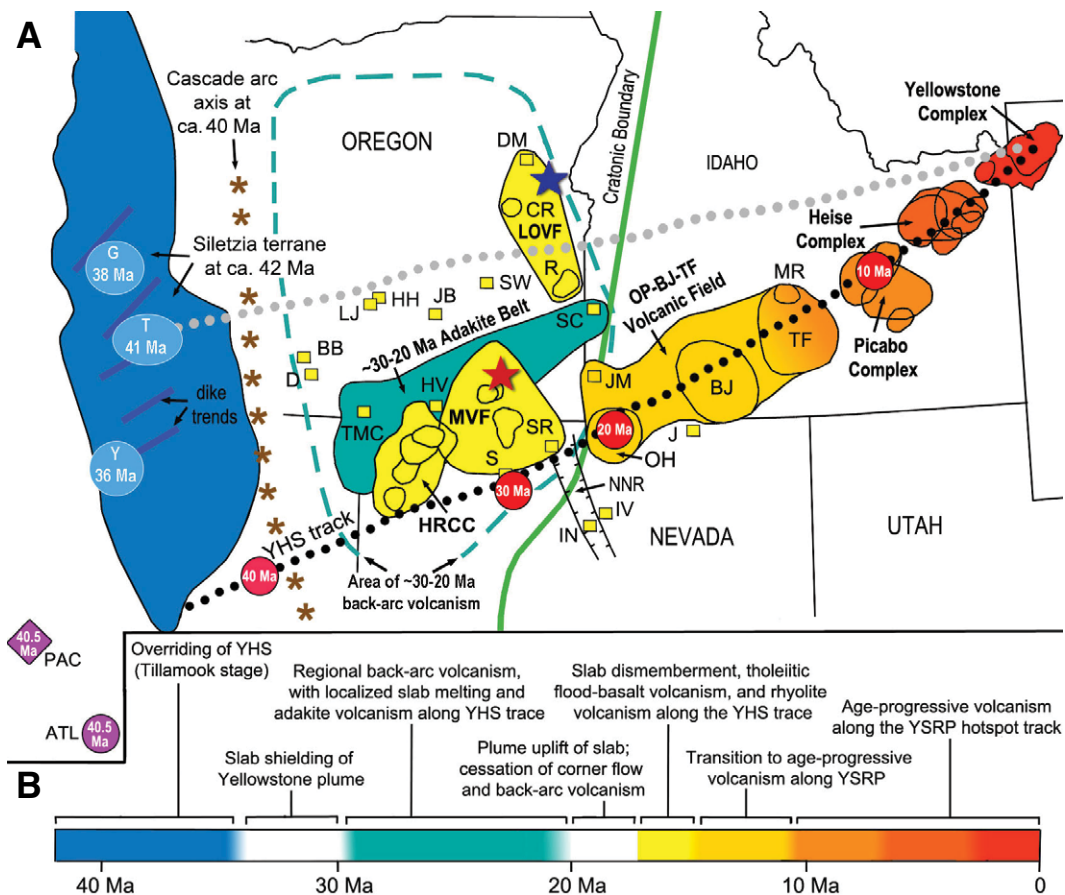 A
Cascade arc
axis at
ca. 40 Ma
OREGON
DM
Cratonic Boundary
IDAHO
Yellowstone
Complex
CR
LOVF
R
Heise
Complex
G
38 Ma
Siletzia terrane
at ca. 42 Ma
10 Ma
SW
HH
LJ
JB
OP-BJ-TF
Volcanic Field
MR
T
41 Ma
SC
~30-20 Ma Adakite Belt
TF
Picabo
Complex
BB
D
JM
BJ
dike
trends
HV
MVF
TMC
SR
20 Ma
J
Y
36 Ma
S
OH
30 Ma
NNR
HRCC
IV
IN
NEVADA
UTAH
YHS track
40 Ma
Area of ~30-20 Ma
back-arc volcanism
40.5
Ma
PAC
ATL
40.5
Ma
Overriding of YHS
(Tillamook stage)
Regional back-arc volcanism,
with localized slab melting and
adakite volcanism along YHS trace
Slab dismemberment, tholeiitic
flood-basalt volcanism, and rhyolite
volcanism along the YHS trace
Age-progressive volcanism
along the YSRP hotspot track
Slab shielding of
Yellowstone plume
Plume uplift of slab;
cessation of corner flow
and back-arc volcanism
Transition to age-progressive
volcanism along YSRP
B
40 Ma
30 Ma
20 Ma
10 Ma
0